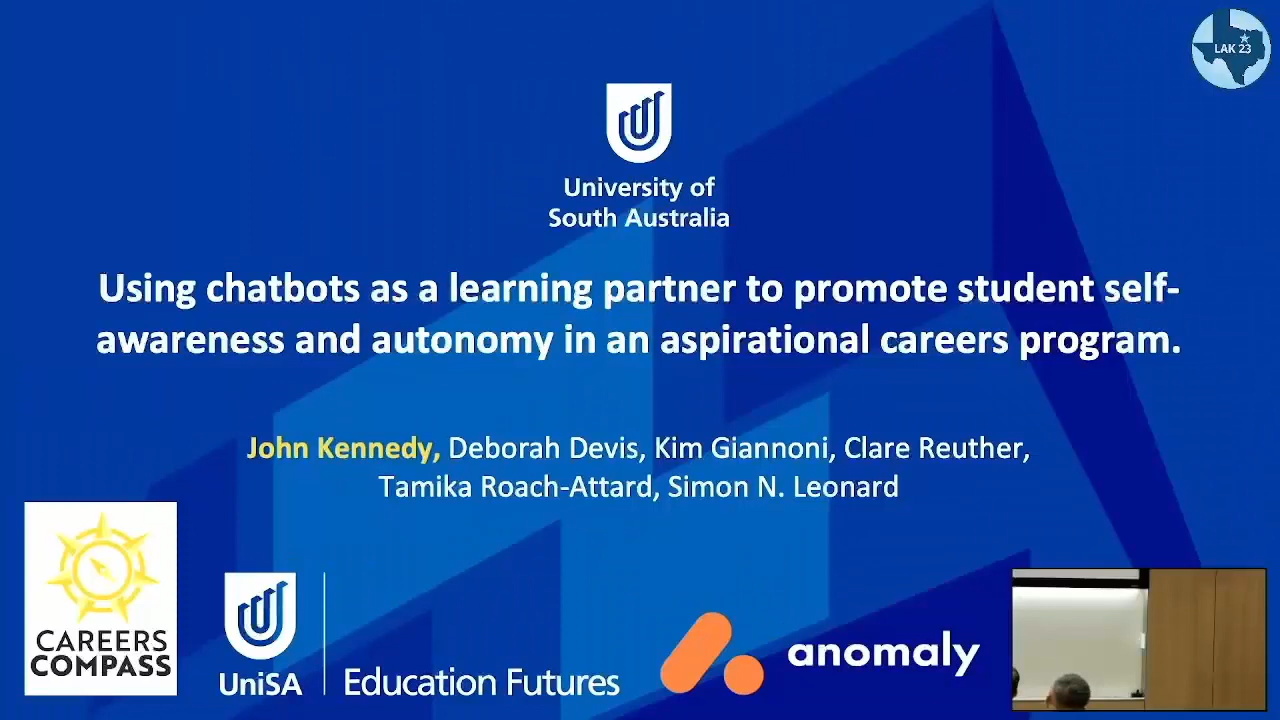 LAK 23
University of
South Australia
Using chatbots as a learning partner to promote student self-
awareness and autonomy in an aspirational careers program.
John Kennedy, Deborah Devis, Kim Giannoni, Clare Reuther,
Tamika Roach-Attard, Simon N. Leonard
CAREERS
COMPASS
UniSA
Education Futures
anomaly